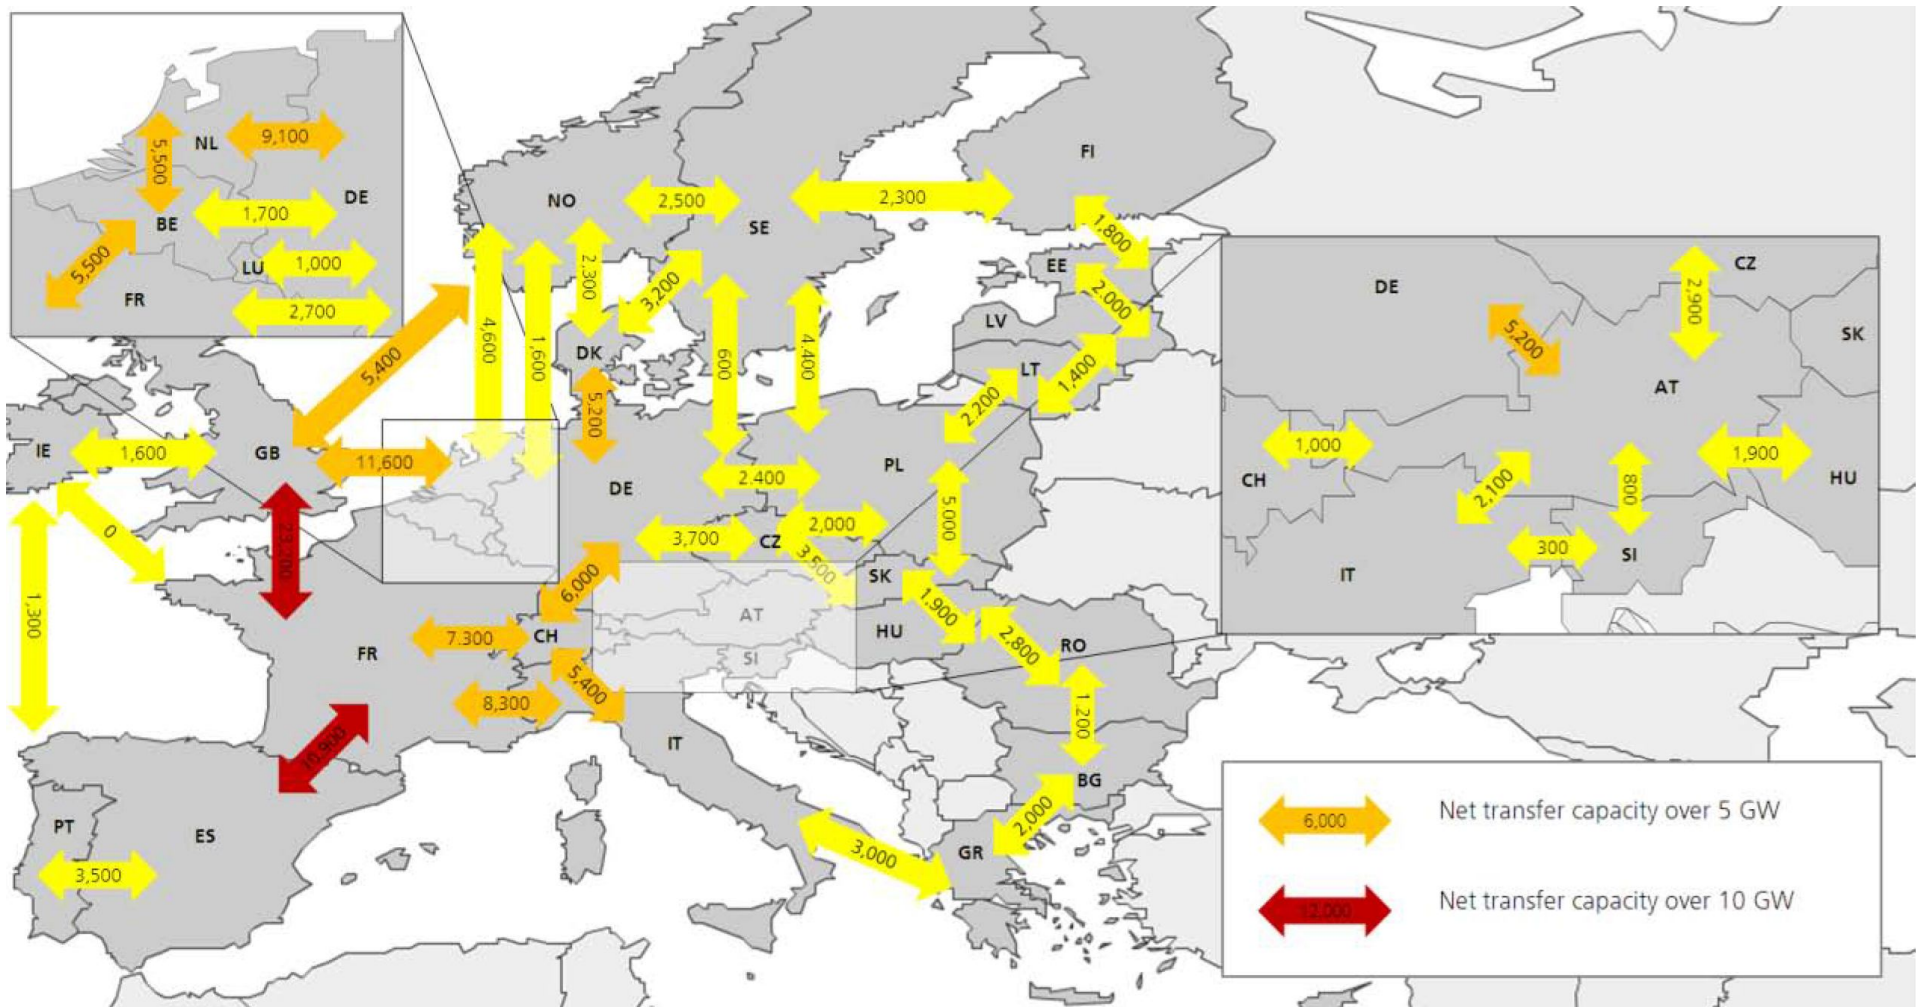 NL
9,100
5,500
DE
BE
1,700
5,500
LU
1,000
FR
2,700
FI
NO
2,500
SE
2,300
1,800
EE
2.000
LV
LT
1,400
2.200
2,300
3,200
4,600
1,600
600
4.400
DK
5,200
5,400
IE
1,600
GB
11,600
23,200
0
1,300
DE
2.400
PL
5.000
3,700
CZ
2,000
3,500
SK
6,000
AT
1.900
HU
2,800
RO
CH
7.300
FR
SI
5,400
8,300
1.200
IT
10,900
BG
2,000
PT
ES
3,500
3,000
GR
DE
CZ
2,900
SK
5,200
AT
1,000
CH
2,100
800
1,900
HU
300
SI
IT
6,000
Net transfer capacity over 5 GW
12,000
Net transfer capacity over 10 GW